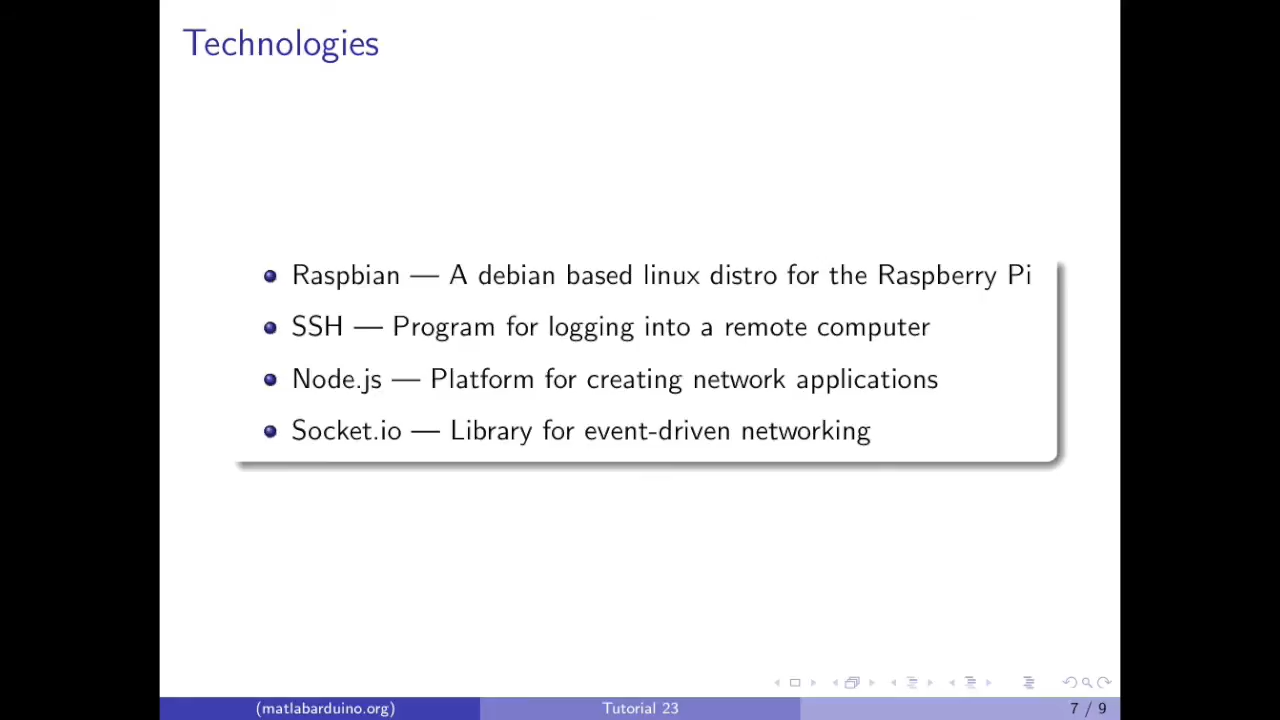 Technologies
Raspbian — A debian based linux distro for the Raspberry Pi
SSH — Program for logging into a remote computer
Node.js — Platform for creating network applications
Socket.io — Library for event-driven networking
(matlabarduino.org) Tutorial 23 7 / 9